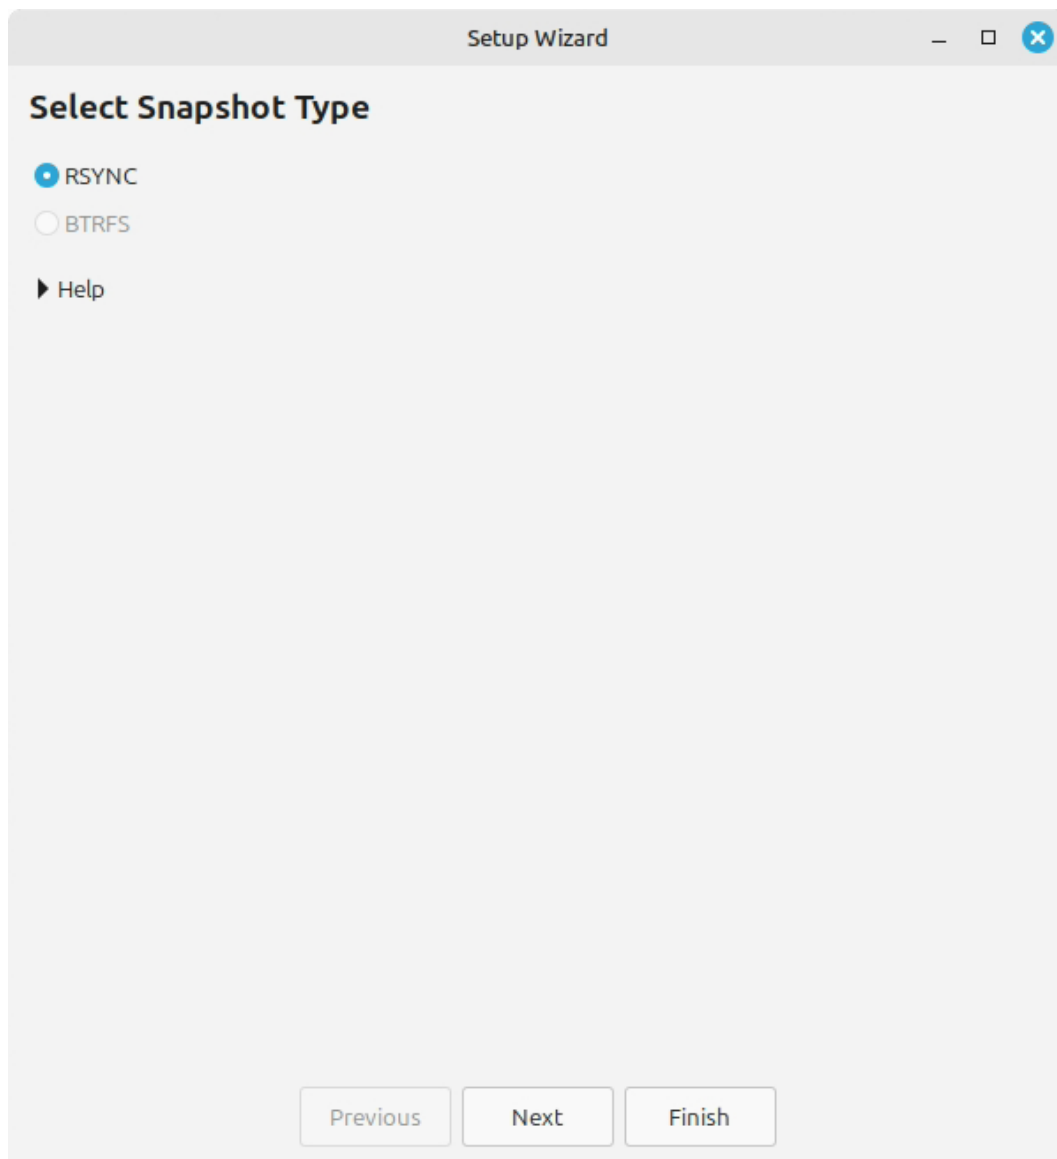 Setup Wizard
Select Snapshot Type
RSYNC
BTRFS
Help
Previous Next Finish